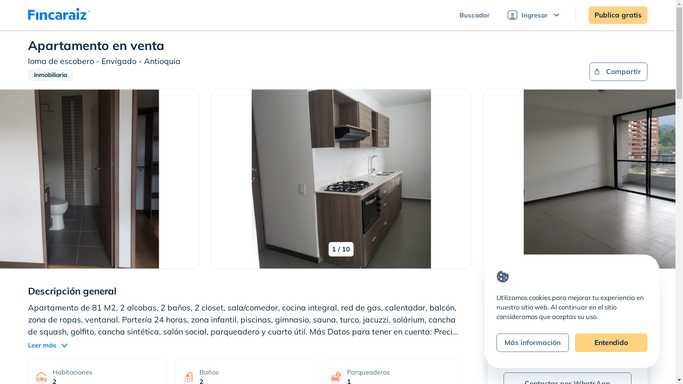 Fincaraiz
Buscador
Ingresar
Publica gratis
Apartamento en venta
loma de escobero - Envigado - Antioquia
Inmobiliaria
Compartir
1 / 10
Descripción general
Apartamento de 81 M2, 2 alcobas, 2 baños, 2 closet, sala/comedor, cocina integral, red de gas, calentador, balcón,
zona de ropas, ventanal. Portería 24 horas, zona infantil, piscinas, gimnasio, sauna, turco, jacuzzi, solárium, cancha
de squash, golfito, cancha sintética, salón social, parqueadero y cuarto útil. Más Datos para tener en cuenta: Preci...
Leer más
Habitaciones
2
Baños
2
Parqueaderos
1
Utilizamos cookies para mejorar tu experiencia en
nuestro sitio web. Al continuar en el sitio
consideramos que aceptas su uso.
Más información
Entendido
Contactar por WhatsApp